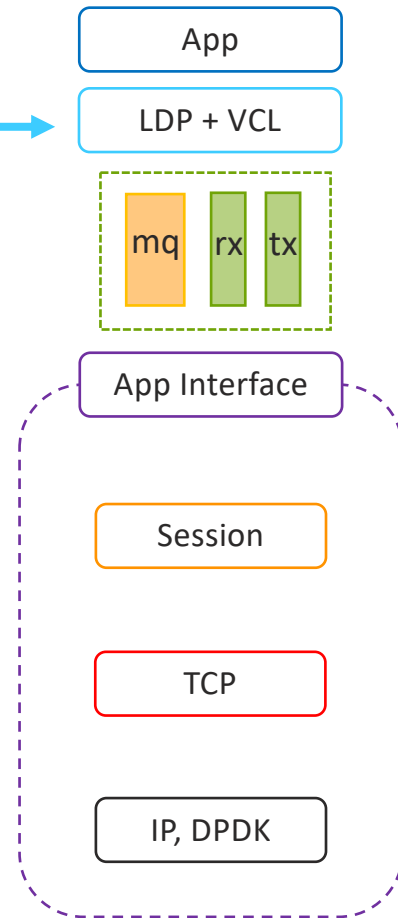 App
LDP + VCL
mq rx tx
App Interface
Session
TCP
IP, DPDK